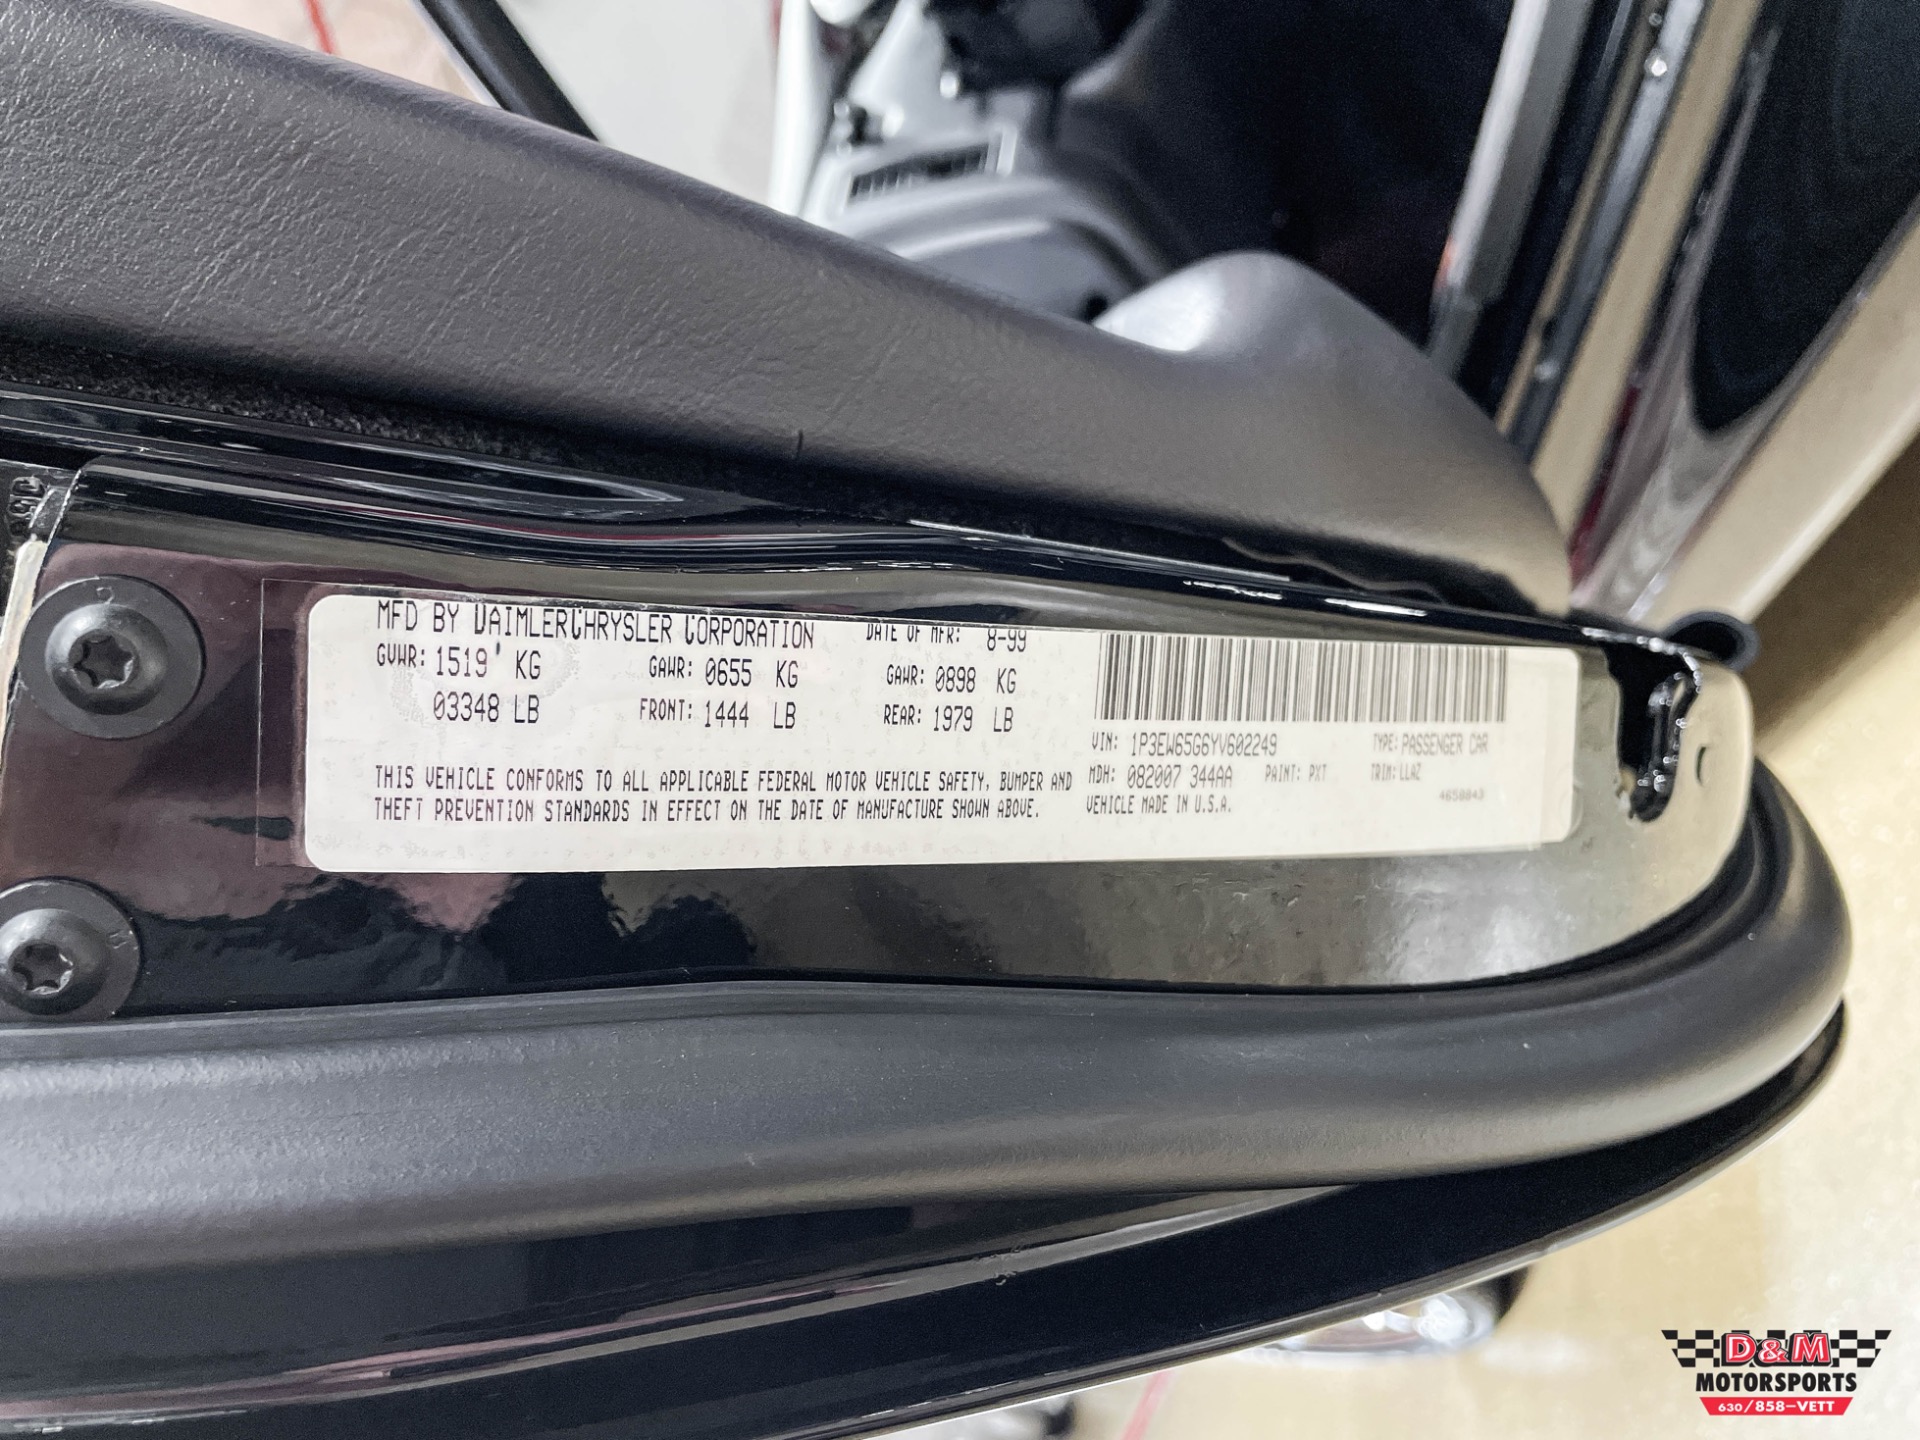 MFD BY DAIMLERCHRYSLER CORPORATION DATE OF MFR: 8-99
GVWR: 1519 KG GAWR: 0655 KG GAWR: 0898 KG
03348 LB FRONT: 1444 LB REAR: 1979 LB
THIS VEHICLE CONFORMS TO ALL APPLICABLE FEDERAL MOTOR VEHICLE SAFETY, BUMPER AND
THEFT PREVENTION STANDARDS IN EFFECT ON THE DATE OF MANUFACTURE SHOWN ABOVE.
VIN: 1P3EW65G6YV602249 TYPE: PASSENGER CAR
MDH: 082007 344AA PAINT: PXT TRIM: LLAZ
VEHICLE MADE IN U.S.A.
4658843
D&M
MOTORSPORTS
630/858-VETT